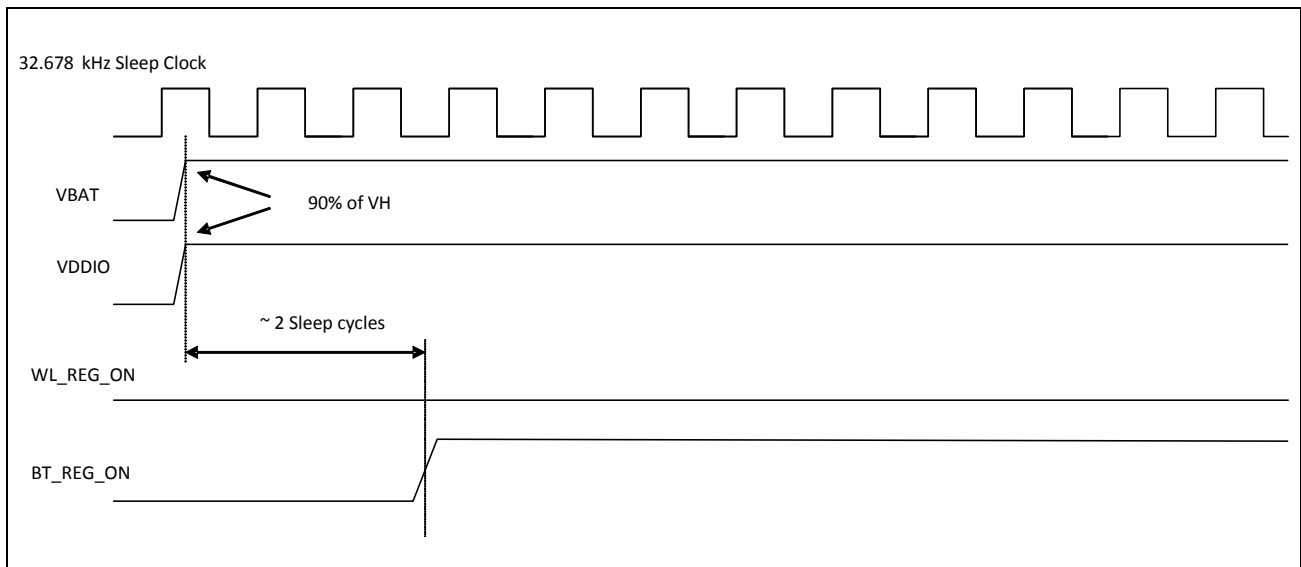 32.678 kHz Sleep Clock
VBAT
90% of VH
VDDIO
~ 2 Sleep cycles
WL_REG_ON
BT_REG_ON